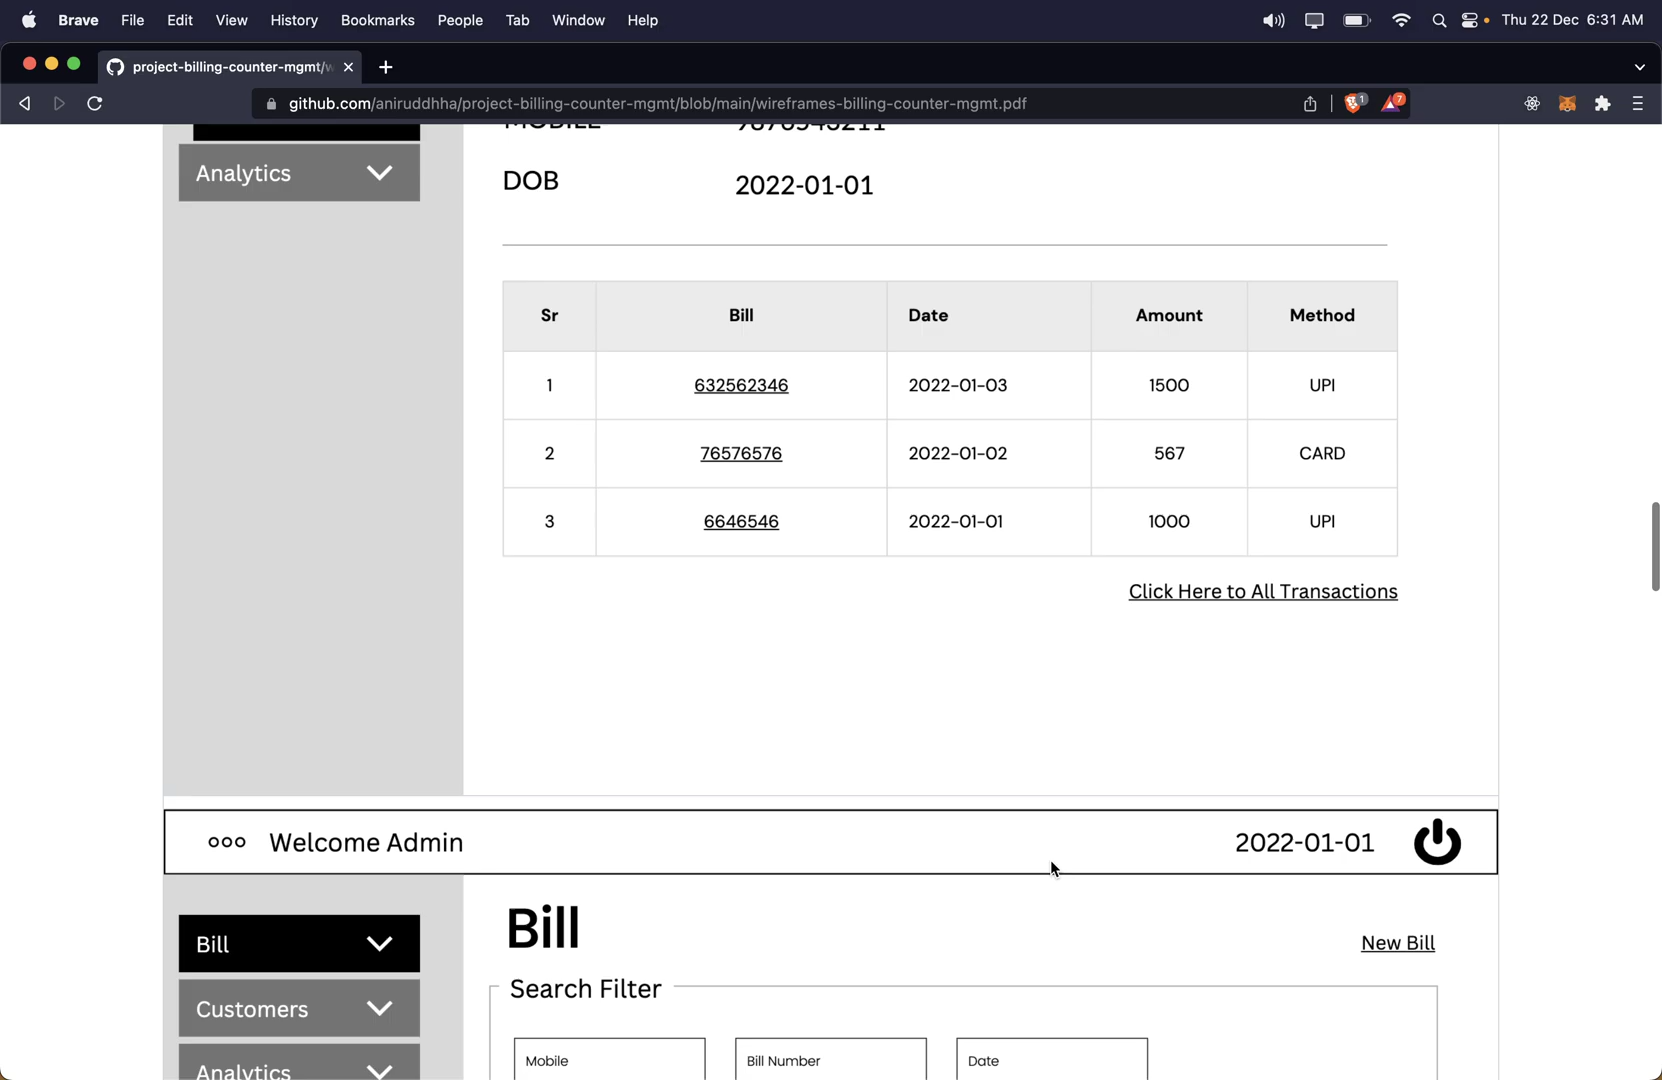 Brave File Edit View History Bookmarks People Tab Window Help Thu 22 Dec 6:31 AM
project-billing-counter-mgmt/w
github.com/aniruddhha/project-billing-counter-mgmt/blob/main/wireframes-billing-counter-mgmt.pdf 1 7
MOBILE 9876543211
Analytics
DOB 2022-01-01
Sr Bill Date Amount Method
1 632562346 2022-01-03 1500 UPI
2 76576576 2022-01-02 567 CARD
3 6646546 2022-01-01 1000 UPI
Click Here to All Transactions
Welcome Admin 2022-01-01
Bill
Bill
New Bill
Search Filter
Customers
Mobile Bill Number Date
Analytics